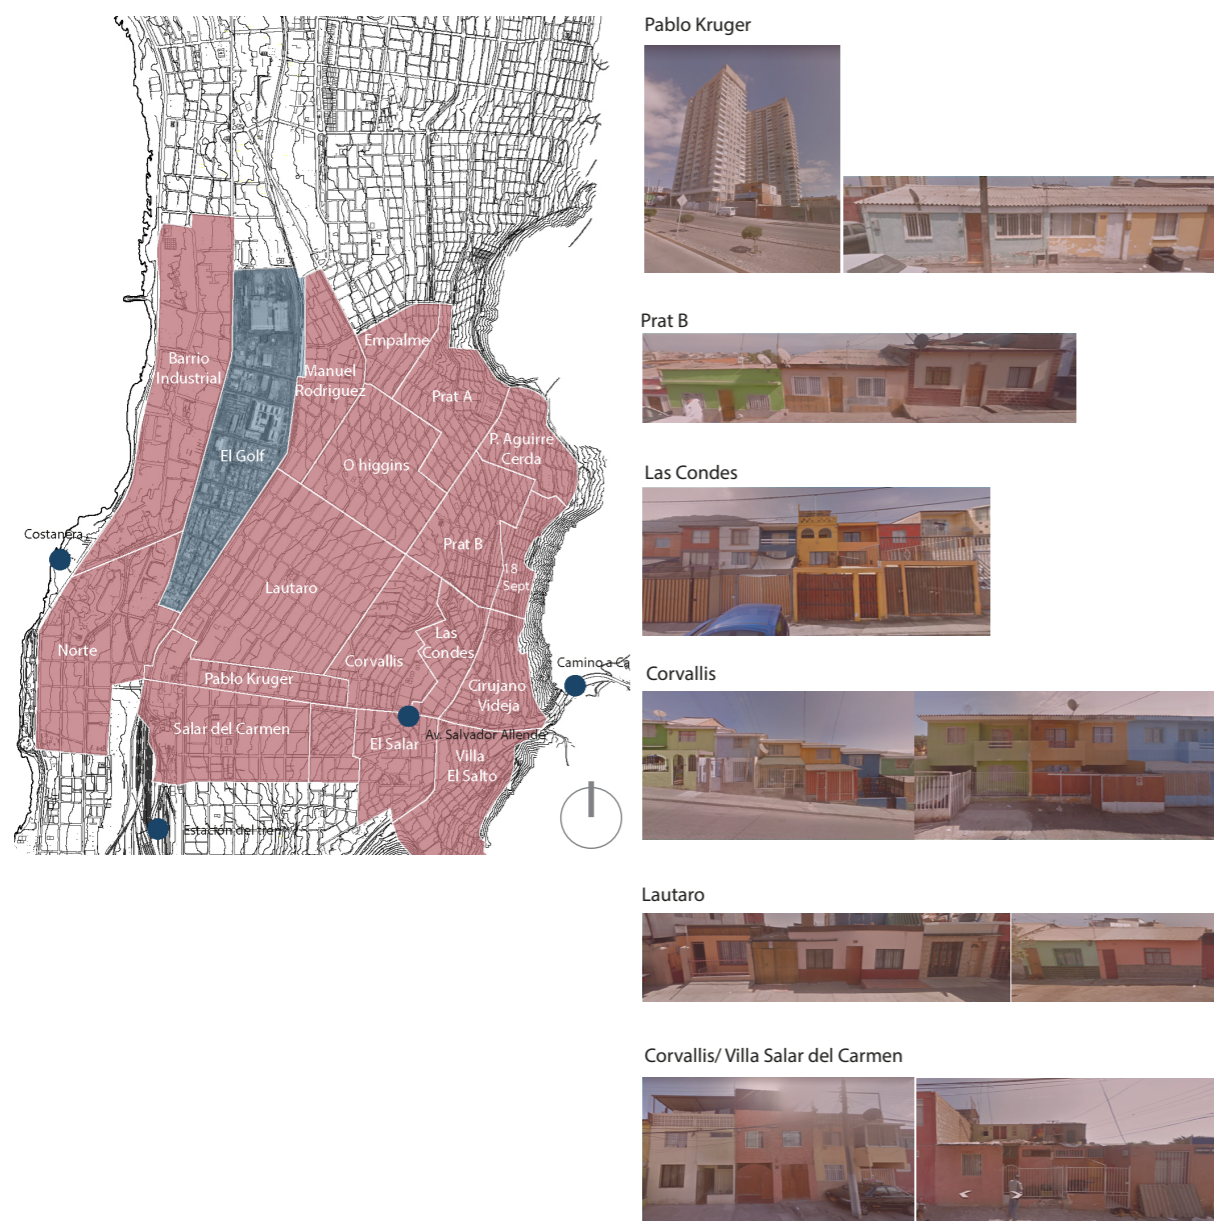 Pablo Kruger
Prat B
Las Condes
Corvallis
Lautaro
Corvallis/ Villa Salar del Carmen
Empalme
Barrio
Industrial
Manuel
Rodriguez
Prat A
P. Aguirre
Cerda
El Golf
O higgins
Costanera
Prat B
18
Sept
Lautaro
Las
Condes
Norte
Corvallis
Camino a Ca
Pablo Kruger
Cirujano
Videja
Salar del Carmen
El Salar
Av. Salvador Allende
Villa
El Salto
Estación del tren